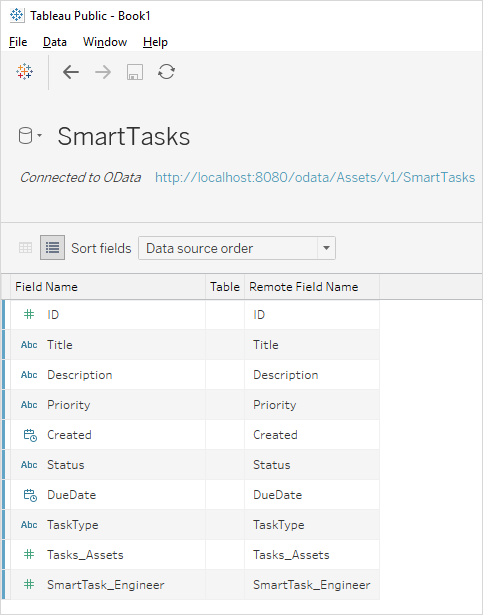 Tableau Public - Book1
File Data Window Help
SmartTasks
Connected to OData http://localhost:8080/odata/Assets/v1/SmartTasks
Sort fields Data source order
Field Name Table Remote Field Name
# ID ID
Abc Title Title
Abc Description Description
Abc Priority Priority
Created Created
Abc Status Status
DueDate DueDate
Abc TaskType TaskType
# Tasks_Assets Tasks_Assets
# SmartTask_Engineer SmartTask_Engineer